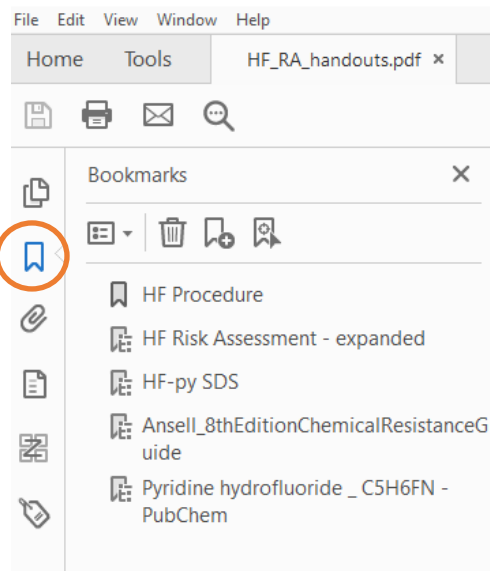 File Edit View Window Help
Home Tools HF_RA_handouts.pdf ×
Bookmarks
HF Procedure
HF Risk Assessment - expanded
HF-py SDS
Ansell_8thEditionChemicalResistanceG
uide
Pyridine hydrofluoride _ C5H6FN -
PubChem